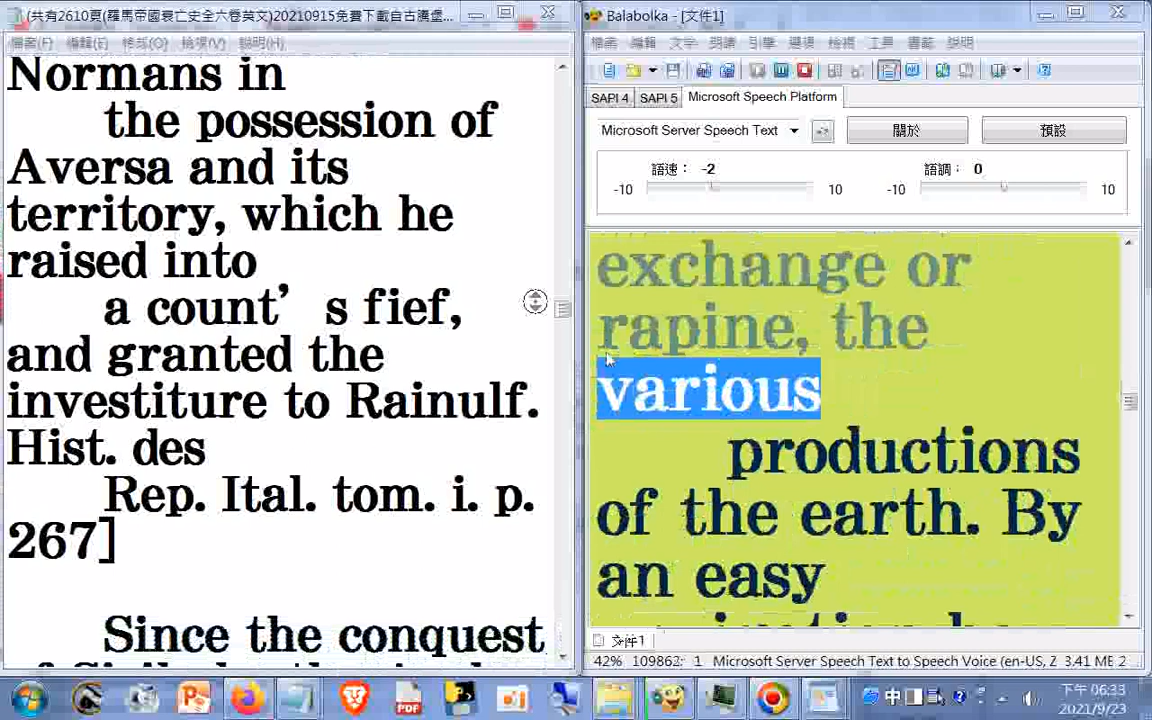 (共有2610頁(羅馬帝國衰亡史全六卷英文)20210915免費下載自古騰堡...
檔案(F) 編輯(E) 格式(O) 檢視(V) 說明(H)
Normans in
the possession of
Aversa and its
territory, which he
raised into
a count’s fief,
and granted the
investiture to Rainulf.
Hist. des
Rep. Ital. tom. i. p.
267]
Since the conquest
Balabolka - [文件1]
檔案 編輯 文字 朗讀 引擎 選項 檢視 工具 書籤 說明
SAPI 4 SAPI 5 Microsoft Speech Platform
Microsoft Server Speech Text 關於 預設
語速： -2 語調： 0
-10 10 -10 10
exchange or
rapine, the
various
productions
of the earth. By
an easy
文件1
42% 109862: 1 Microsoft Server Speech Text to Speech Voice (en-US, Z 3.41 MB 2
PDF
中
下午 06:33
2021/9/23